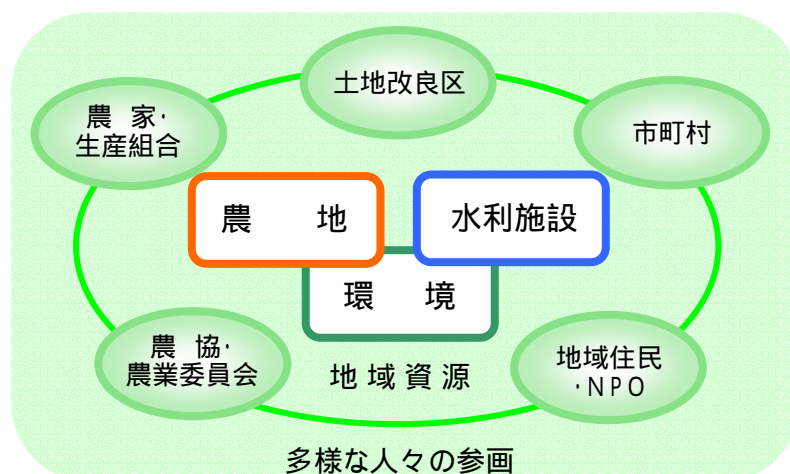 土地改良区
農 家・
生産組合
市町村
農 地
水利施設
環 境
農 協・
農業委員会
地域資源
地域住民
・NPO
多様な人々の参画